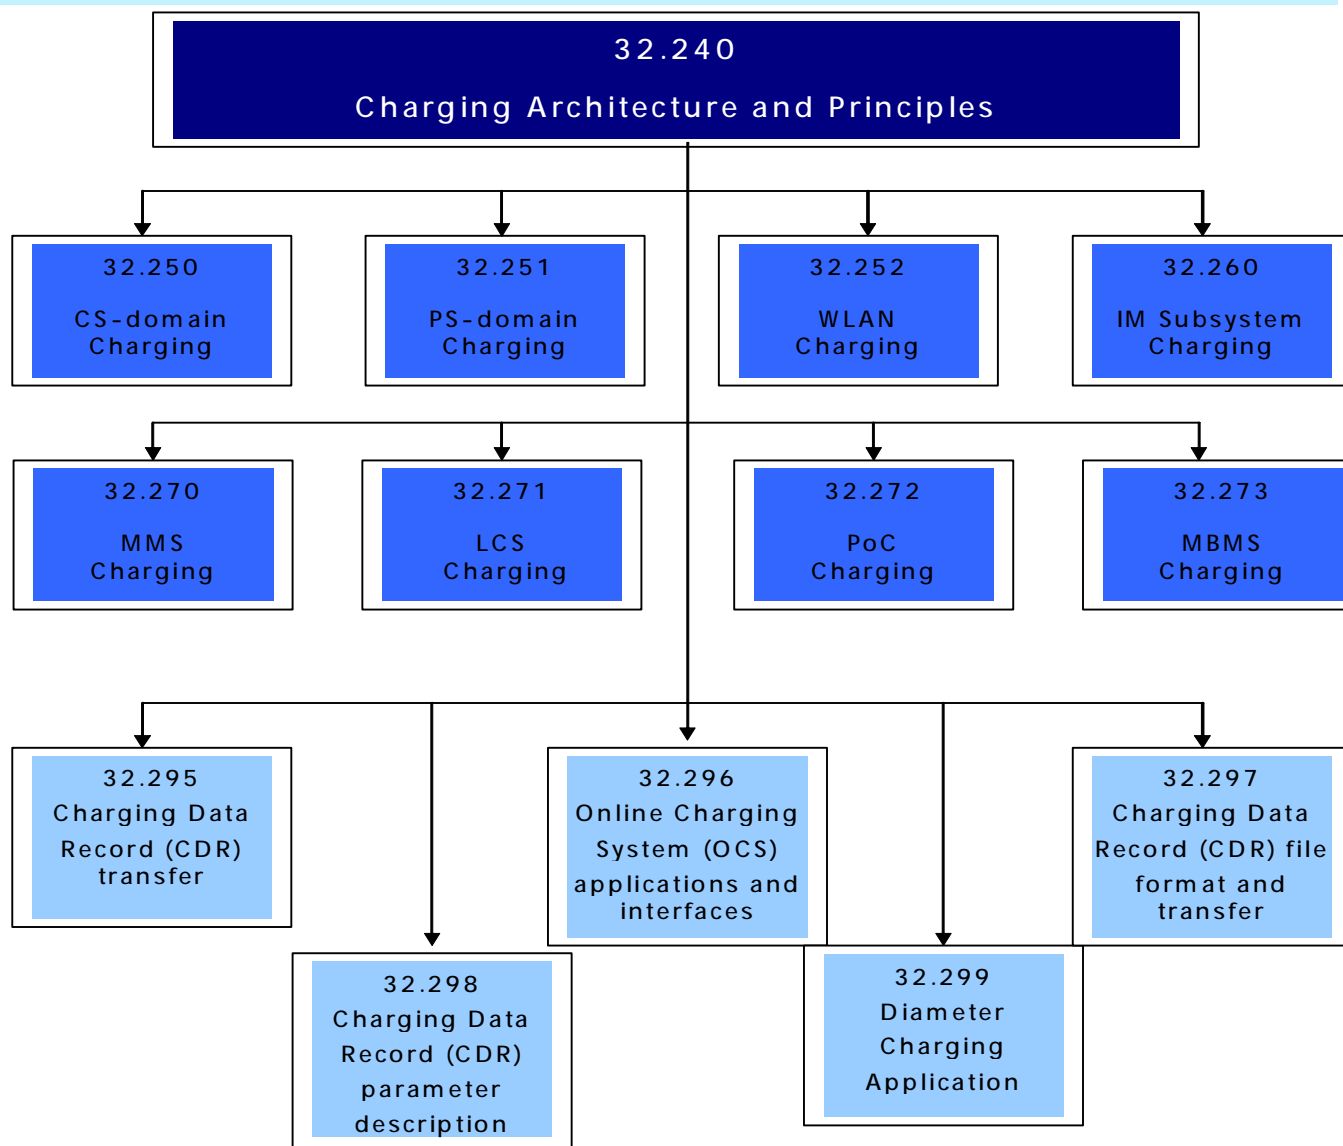 32.240
Charging Architecture and Principles
32.250
CS-domain
Charging
32.251
PS-domain
Charging
32.252
WLAN
Charging
32.260
IM Subsystem
Charging
32.270
MMS
Charging
32.271
LCS
Charging
32.272
PoC
Charging
32.273
MBMS
Charging
32.295
Charging Data
Record (CDR)
transfer
32.296
Online Charging
System (OCS)
applications and
interfaces
32.297
Charging Data
Record (CDR) file
format and
transfer
32.298
Charging Data
Record (CDR)
parameter
description
32.299
Diameter
Charging
Application